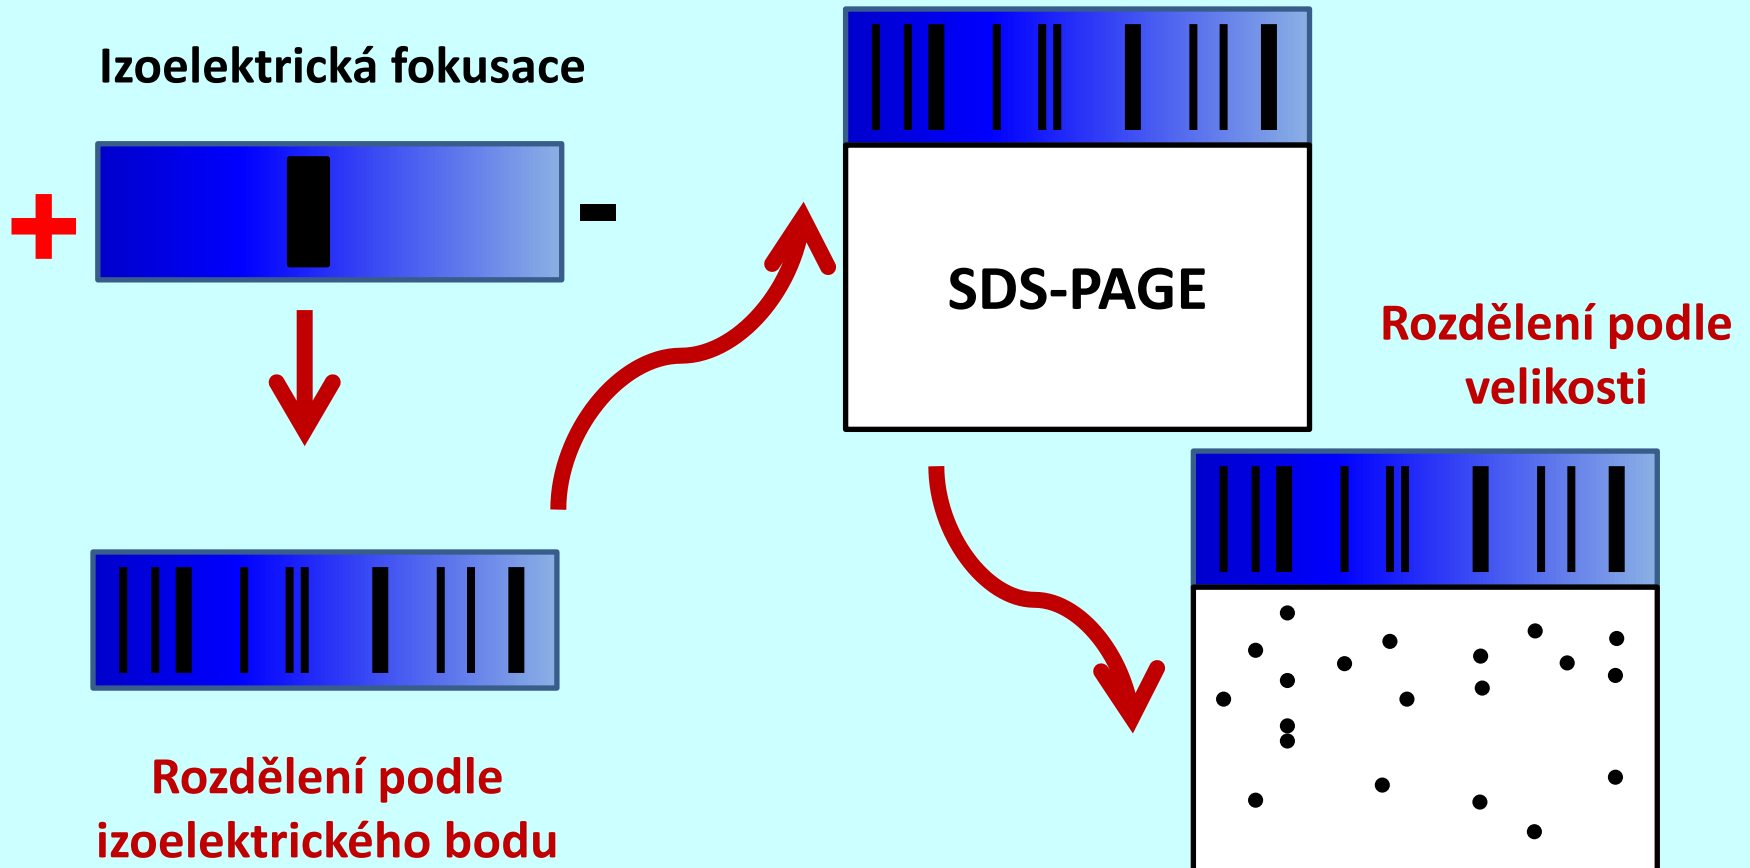 Izoelektrická fokusace
+
-
SDS-PAGE
Rozdělení podle
velikosti
Rozdělení podle
izoelektrického bodu